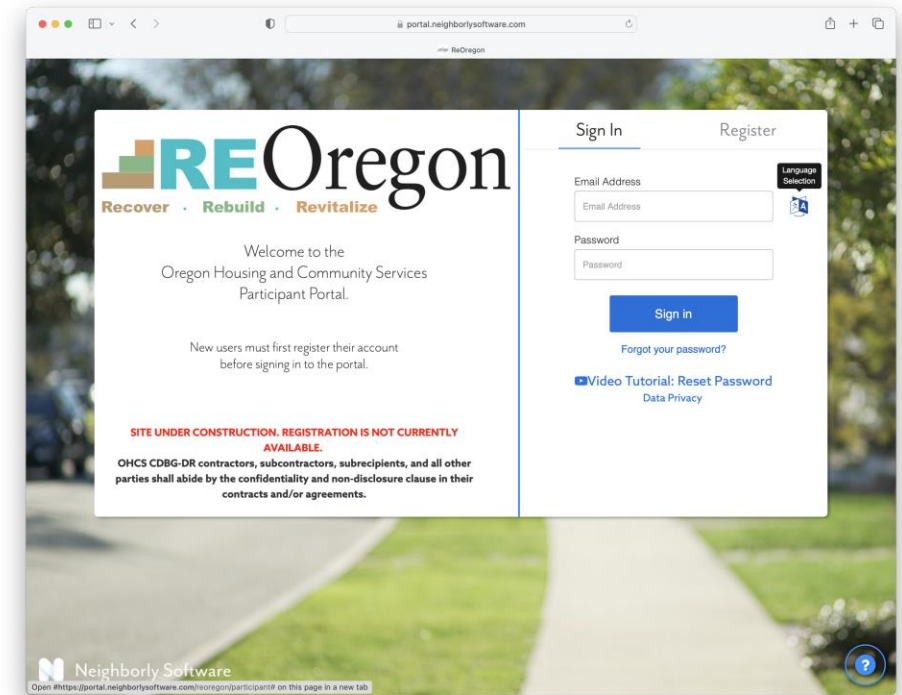 portal.neighborlysoftware.com
ReOregon
REOregon
Recover · Rebuild · Revitalize
Welcome to the
Oregon Housing and Community Services
Participant Portal.
New users must first register their account
before signing in to the portal.
SITE UNDER CONSTRUCTION. REGISTRATION IS NOT CURRENTLY
AVAILABLE.
OHCS CDBG-DR contractors, subcontractors, subrecipients, and all other
parties shall abide by the confidentiality and non-disclosure clause in their
contracts and/or agreements.
Sign In Register
Language
Selection
Email Address
Email Address
Password
Password
Sign in
Forgot your password?
Video Tutorial: Reset Password
Data Privacy
N Neighborly Software
?
Open #https://portal.neighborlysoftware.com/reoregon/participant# on this page in a new tab